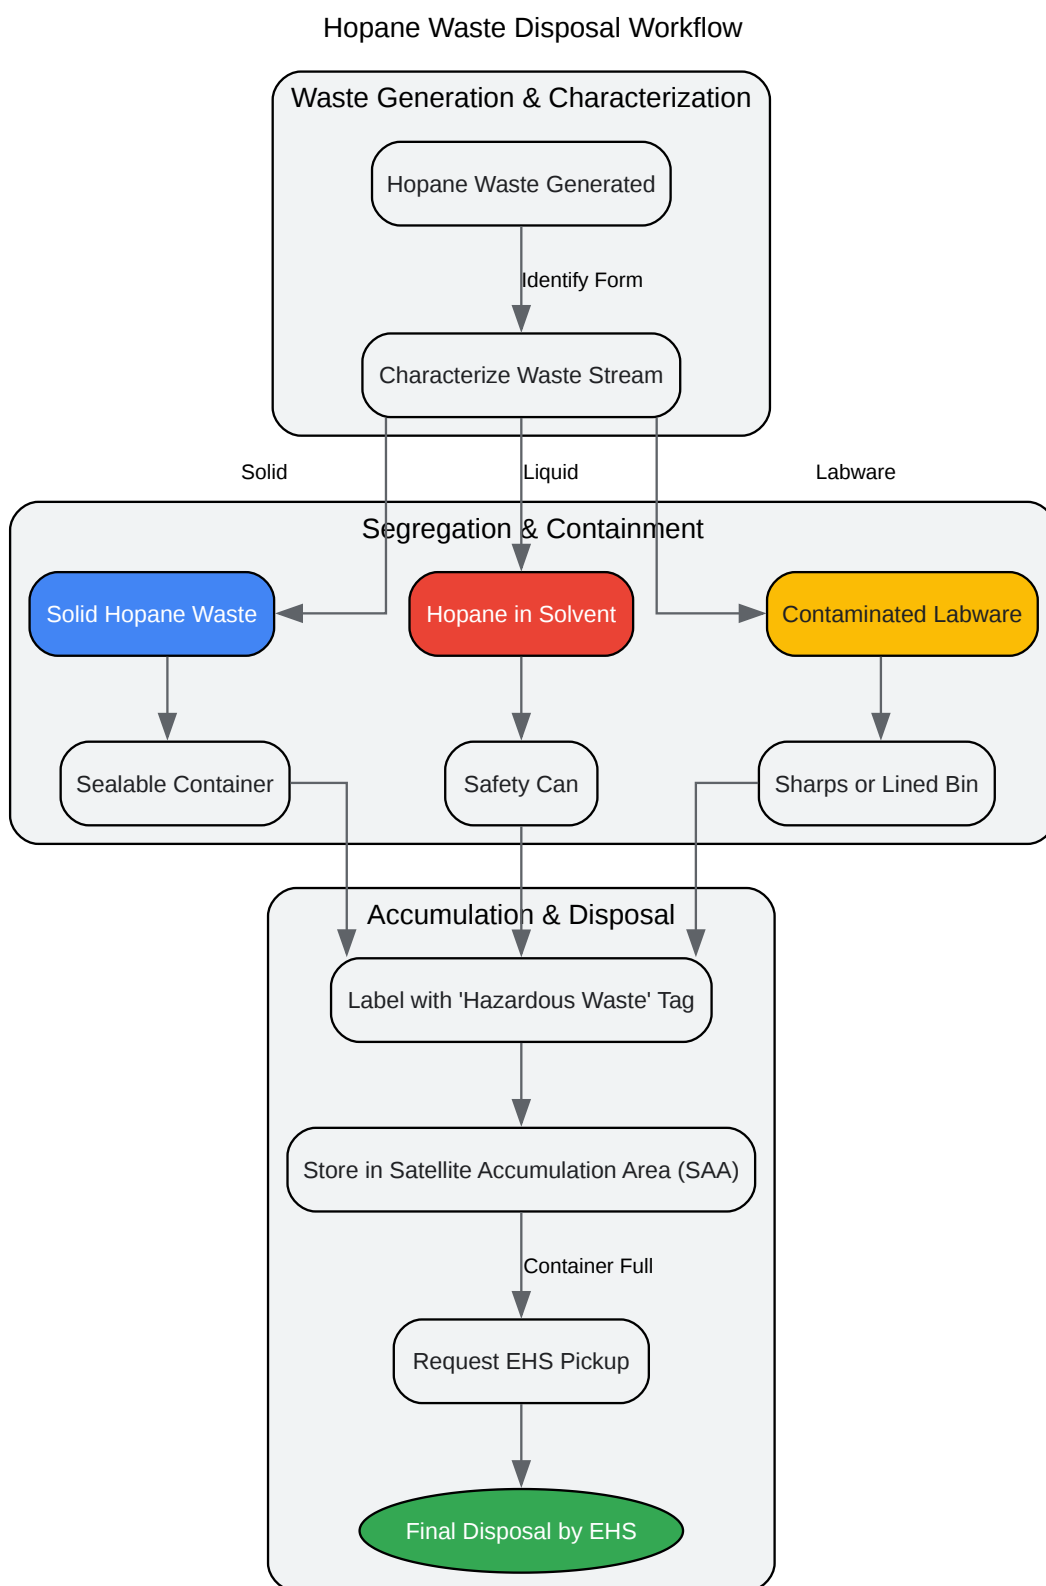 Hopane Waste Disposal Workflow
Waste Generation & Characterization
Hopane Waste Generated
Identify Form
Characterize Waste Stream
Solid
Liquid
Labware
Segregation & Containment
Solid Hopane Waste
Hopane in Solvent
Contaminated Labware
Sealable Container
Safety Can
Sharps or Lined Bin
Accumulation & Disposal
Label with 'Hazardous Waste' Tag
Store in Satellite Accumulation Area (SAA)
Container Full
Request EHS Pickup
Final Disposal by EHS